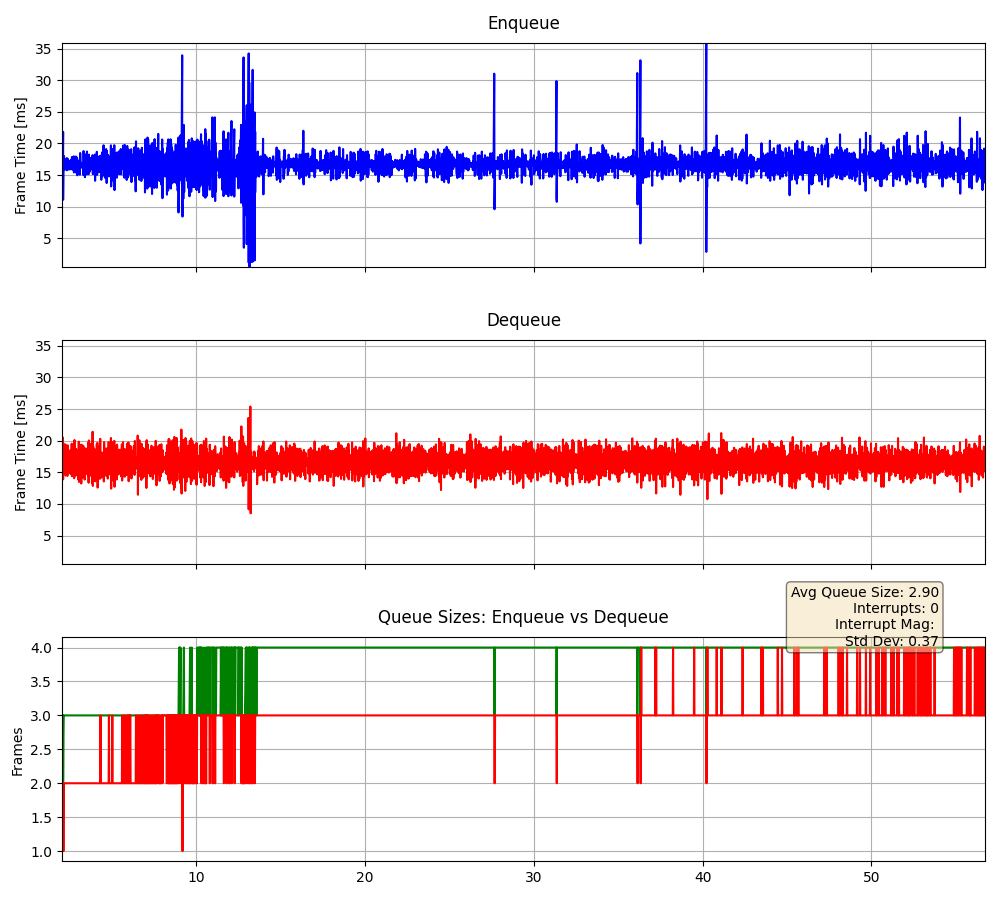 Enqueue
Frame Time [ms]
35
30
25
20
15
10
5
Dequeue
Frame Time [ms]
35
30
25
20
15
10
5
Avg Queue Size: 2.90
Interrupts: 0
Interrupt Mag:
Std Dev: 0.37
Queue Sizes: Enqueue vs Dequeue
Frames
4.0
3.5
3.0
2.5
2.0
1.5
1.0
10 20 30 40 50